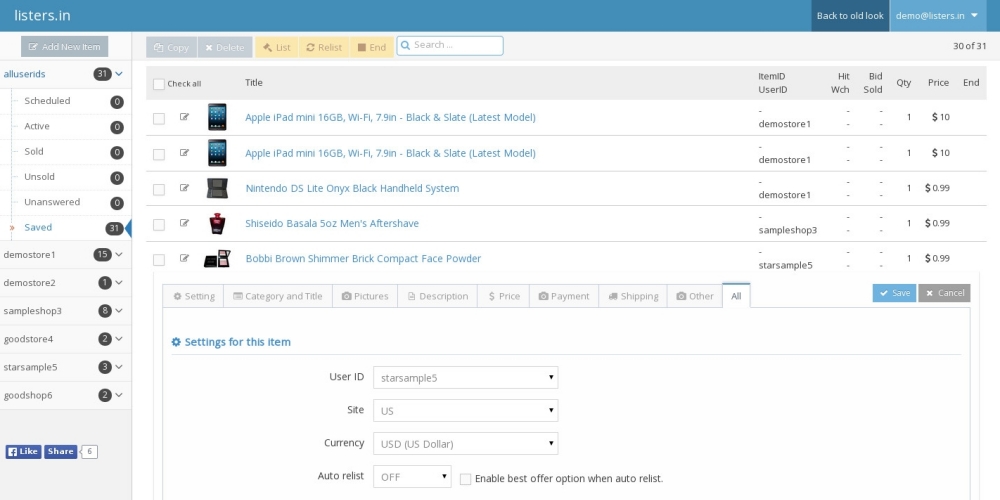 listers.in
Back to old look
demo@listers.in
Add New Item
Copy
Delete
List
Relist
End
Search ...
30 of 31
alluserids 31
Scheduled 0
Active 0
Sold 0
Unsold 0
Unanswered 0
» Saved 31
demostore1 15
demostore2 1
sampleshop3 8
goodstore4 2
starsample5 3
goodshop6 2
Like Share 6
Check all Title ItemID UserID Hit Wch Bid Sold Qty Price End
Apple iPad mini 16GB, Wi-Fi, 7.9in - Black & Slate (Latest Model) - demostore1 - - - - 1 $ 10
Apple iPad mini 16GB, Wi-Fi, 7.9in - Black & Slate (Latest Model) - demostore1 - - - - 1 $ 10
Nintendo DS Lite Onyx Black Handheld System - demostore1 - - - - 1 $ 0.99
Shiseido Basala 5oz Men's Aftershave - sampleshop3 - - - - 1 $ 0.99
Bobbi Brown Shimmer Brick Compact Face Powder - starsample5 - - - - 1 $ 0.99
Setting Category and Title Pictures Description $ Price Payment Shipping Other All Save Cancel
Settings for this item
User ID starsample5
Site US
Currency USD (US Dollar)
Auto relist OFF Enable best offer option when auto relist.